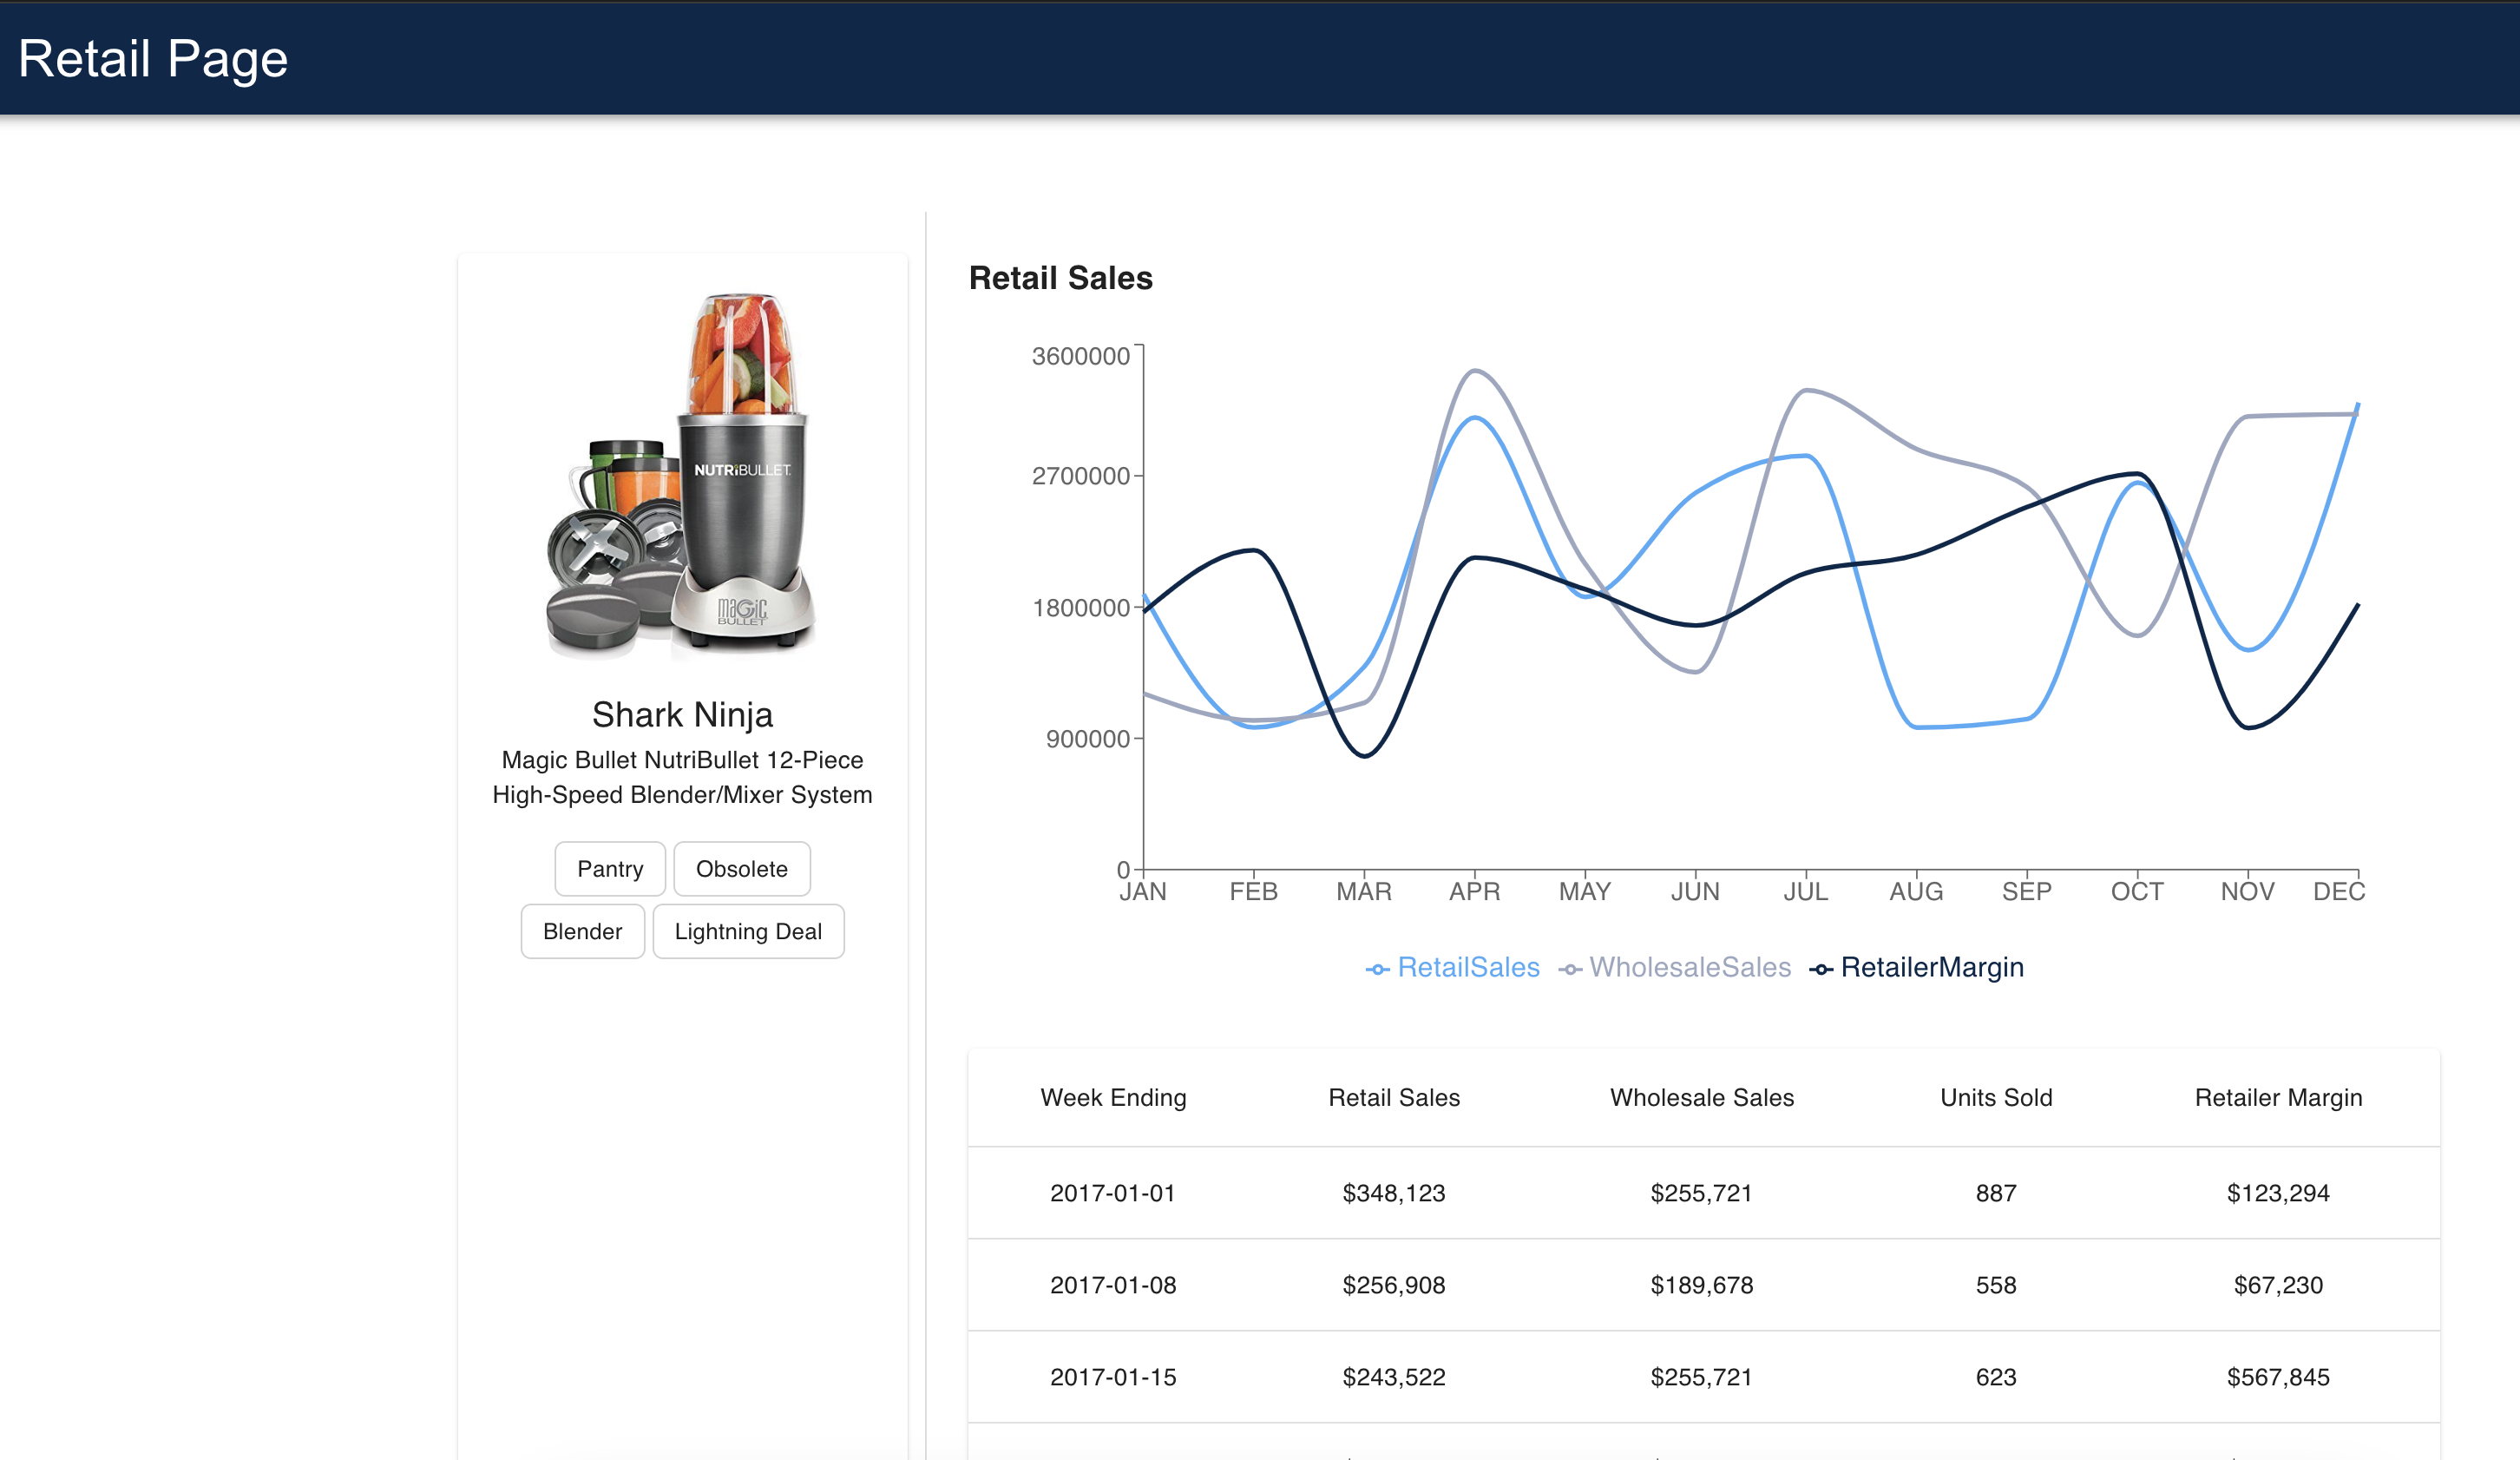 Retail Page
NUTRiBULLET.
MAGiC
BULLET
Shark Ninja
Magic Bullet NutriBullet 12-Piece
High-Speed Blender/Mixer System
Pantry Obsolete
Blender Lightning Deal
Retail Sales
3600000
2700000
1800000
900000
0
JAN FEB MAR APR MAY JUN JUL AUG SEP OCT NOV DEC
RetailSales WholesaleSales RetailerMargin
Week Ending Retail Sales Wholesale Sales Units Sold Retailer Margin
2017-01-01 $348,123 $255,721 887 $123,294
2017-01-08 $256,908 $189,678 558 $67,230
2017-01-15 $243,522 $255,721 623 $567,845